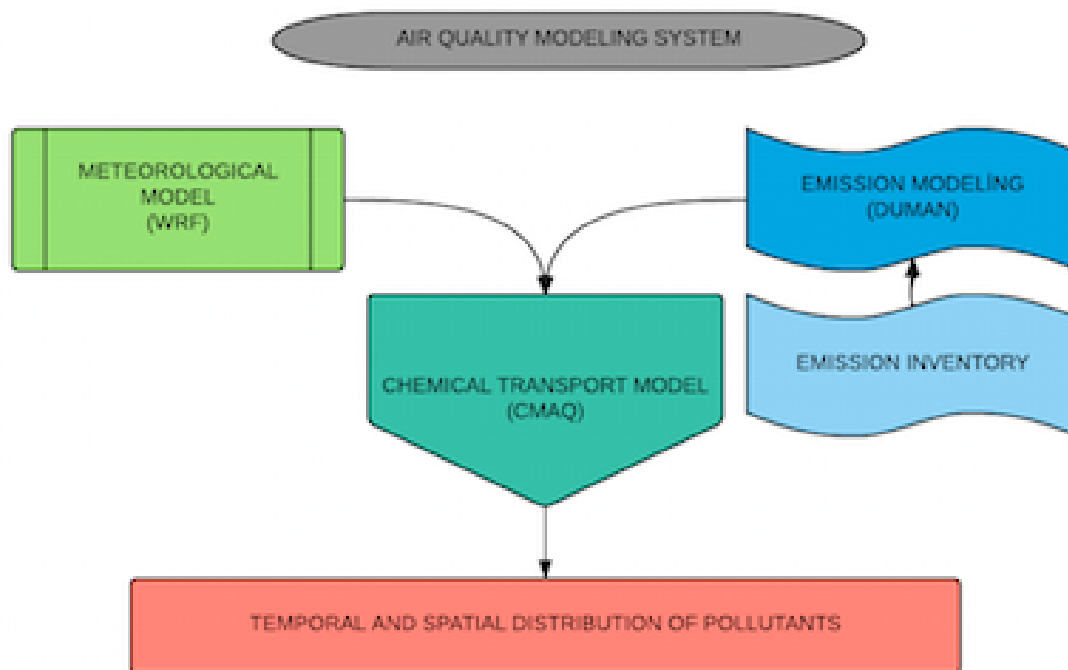 AIR QUALITY MODELING SYSTEM
METEOROLOGICAL
MODEL
(WRF)
EMISSION MODELİNG
(DUMAN)
EMISSION INVENTORY
CHEMICAL TRANSPORT MODEL
(CMAQ)
TEMPORAL AND SPATIAL DISTRIBUTION OF POLLUTANTS